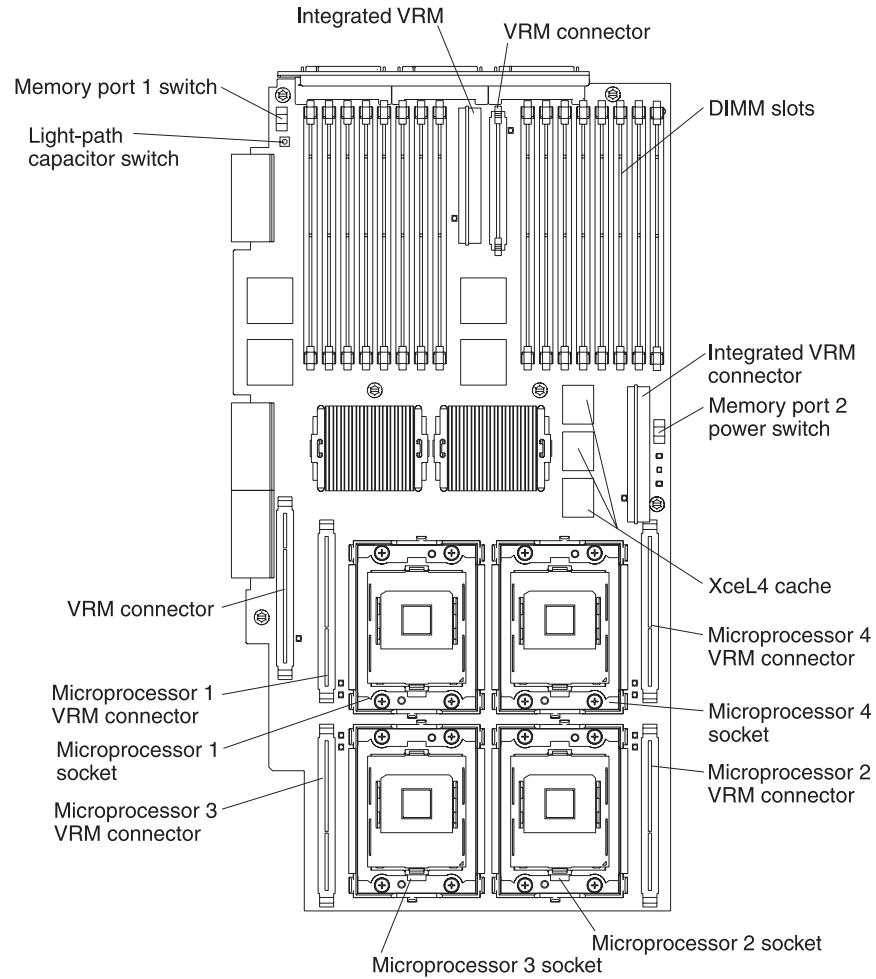 Integrated VRM
VRM connector
Memory port 1 switch
DIMM slots
Light-path
capacitor switch
Integrated VRM
connector
Memory port 2
power switch
XceL4 cache
VRM connector
Microprocessor 4
VRM connector
Microprocessor 1
VRM connector
Microprocessor 4
socket
Microprocessor 1
socket
Microprocessor 2
VRM connector
Microprocessor 3
VRM connector
Microprocessor 2 socket
Microprocessor 3 socket